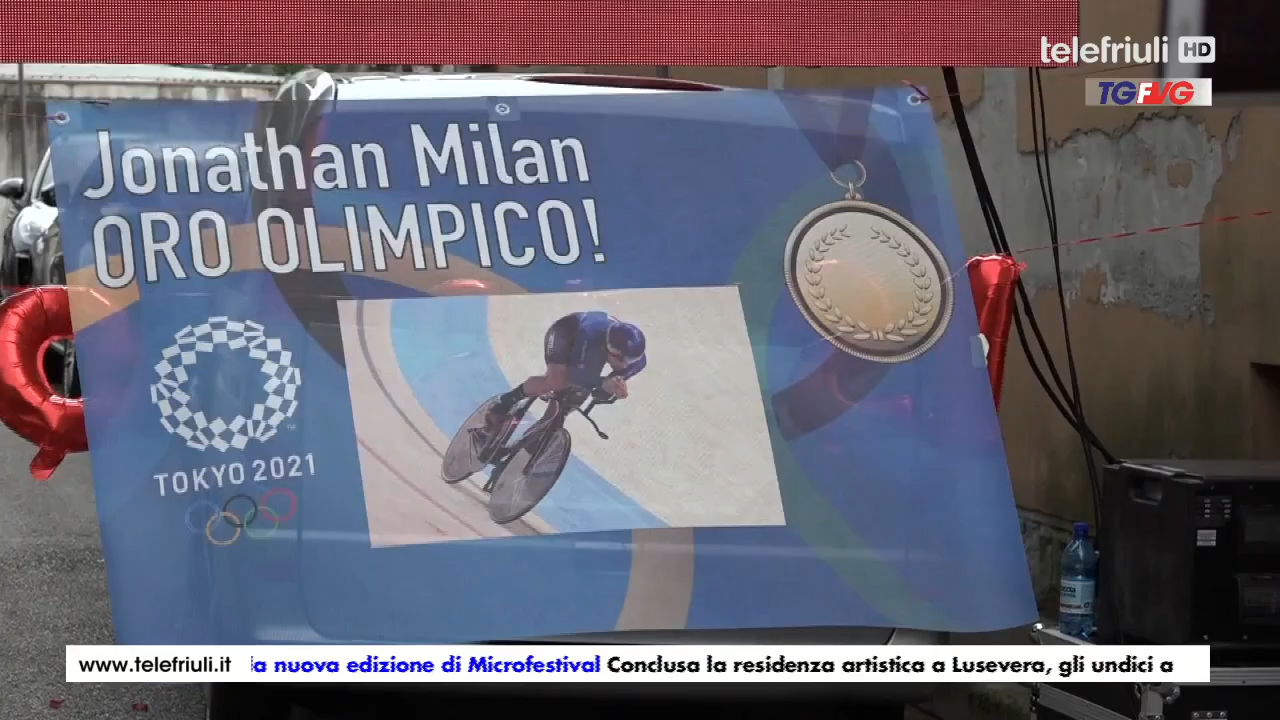 telefriuli HD
TGFVG
Jonathan Milan
ORO OLIMPICO!
TOKYO 2021
www.telefriuli.it la nuova edizione di Microfestival Conclusa la residenza artistica a Lusevera, gli undici a